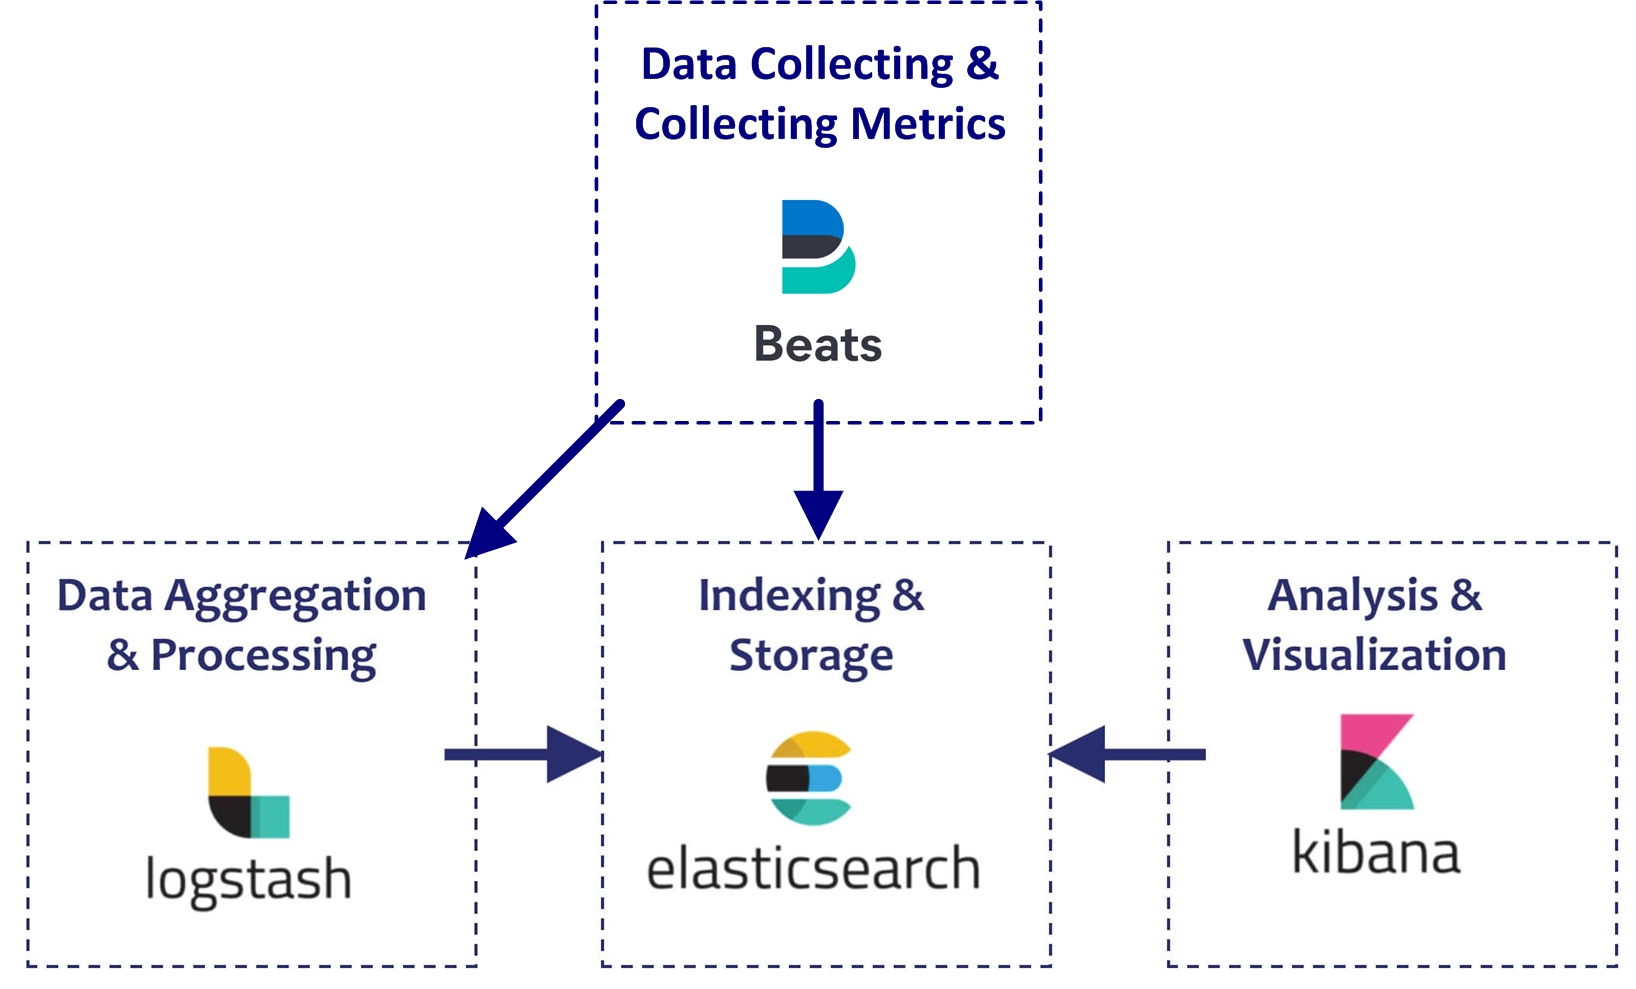 Data Collecting &
Collecting Metrics
Beats
Data Aggregation
& Processing
logstash
Indexing &
Storage
elasticsearch
Analysis &
Visualization
kibana